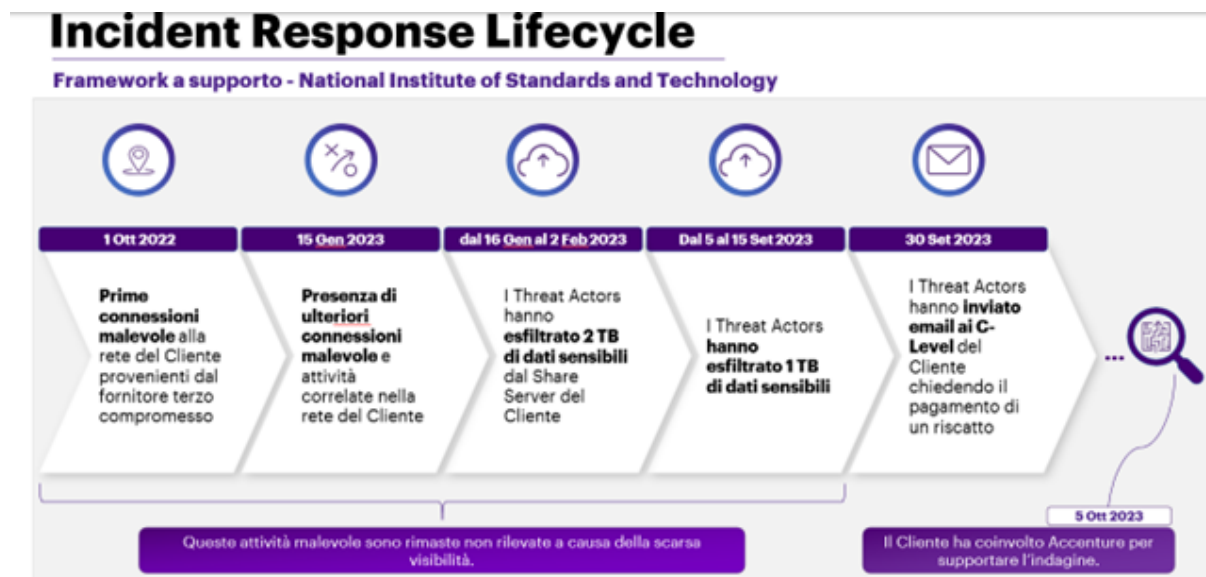 Incident Response Lifecycle
Framework a supporto - National Institute of Standards and Technology
1 Ott 2022
Prime
connessioni
malevole alla
rete del Cliente
provenienti dal
fornitore terzo
compromesso
15 Gen 2023
Presenza di
ulteriori
connessioni
malevole e
attività
correlate nella
rete del Cliente
dal 16 Gen al 2 Feb 2023
I Threat Actors
hanno
esfiltrato 2 TB
di dati sensibili
dal Share
Server del
Cliente
Dal 5 al 15 Set 2023
I Threat Actors
hanno
esfiltrato 1 TB
di dati sensibili
30 Set 2023
I Threat Actors
hanno inviato
email ai C-
Level del
Cliente
chiedendo il
pagamento di
un riscatto
...
Queste attività malevole sono rimaste non rilevate a causa della scarsa
visibilità.
5 Ott 2023
Il Cliente ha coinvolto Accenture per
supportare l'indagine.